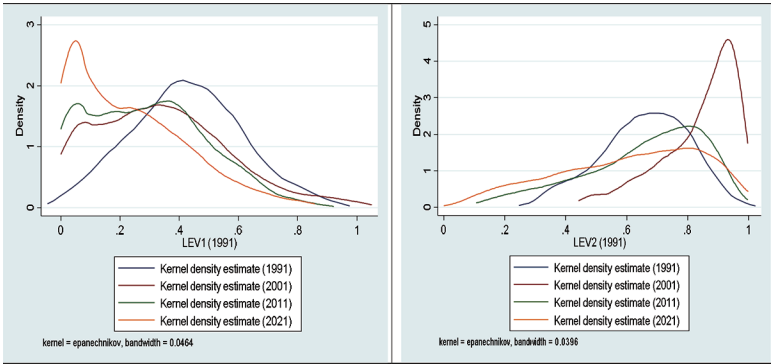 Density
3
2
1
0
0
.2
.4
.6
.8
1
LEV1 (1991)
Kernel density estimate (1991)
Kernel density estimate (2001)
Kernel density estimate (2011)
Kernel density estimate (2021)
kernel = epanechnikov, bandwidth = 0.0464
Density
5
4
3
2
1
0
0
.2
.4
.6
.8
1
LEV2 (1991)
Kernel density estimate (1991)
Kernel density estimate (2001)
Kernel density estimate (2011)
Kernel density estimate (2021)
kernel = epanechnikov, bandwidth = 0.0396